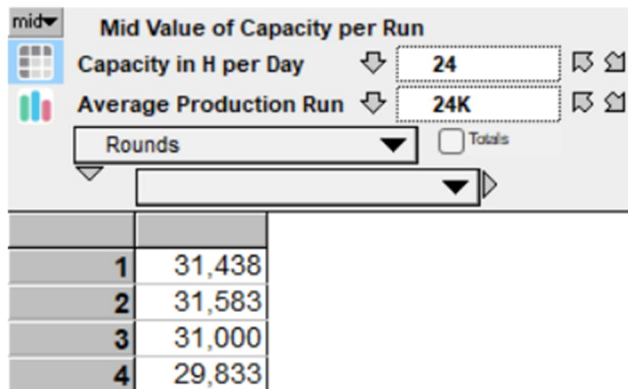 mid Mid Value of Capacity per Run
Capacity in H per Day 24
Average Production Run 24K
Rounds Totals
1 31,438
2 31,583
3 31,000
4 29,833